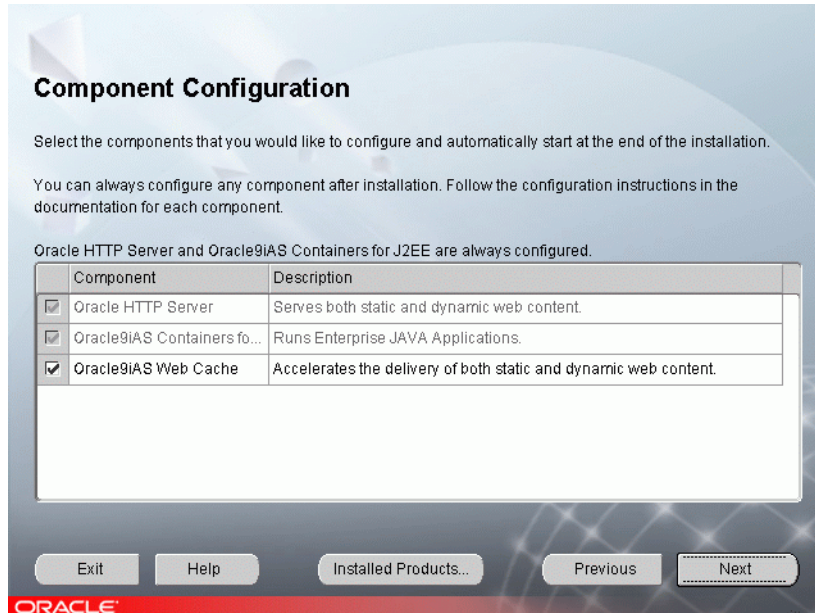 Component Configuration
Select the components that you would like to configure and automatically start at the end of the installation.
You can always configure any component after installation. Follow the configuration instructions in the
documentation for each component.
Oracle HTTP Server and Oracle9iAS Containers for J2EE are always configured.
Component Description
Oracle HTTP Server Serves both static and dynamic web content.
Oracle9iAS Containers fo... Runs Enterprise JAVA Applications.
Oracle9iAS Web Cache Accelerates the delivery of both static and dynamic web content.
Exit Help Installed Products... Previous Next
ORACLE